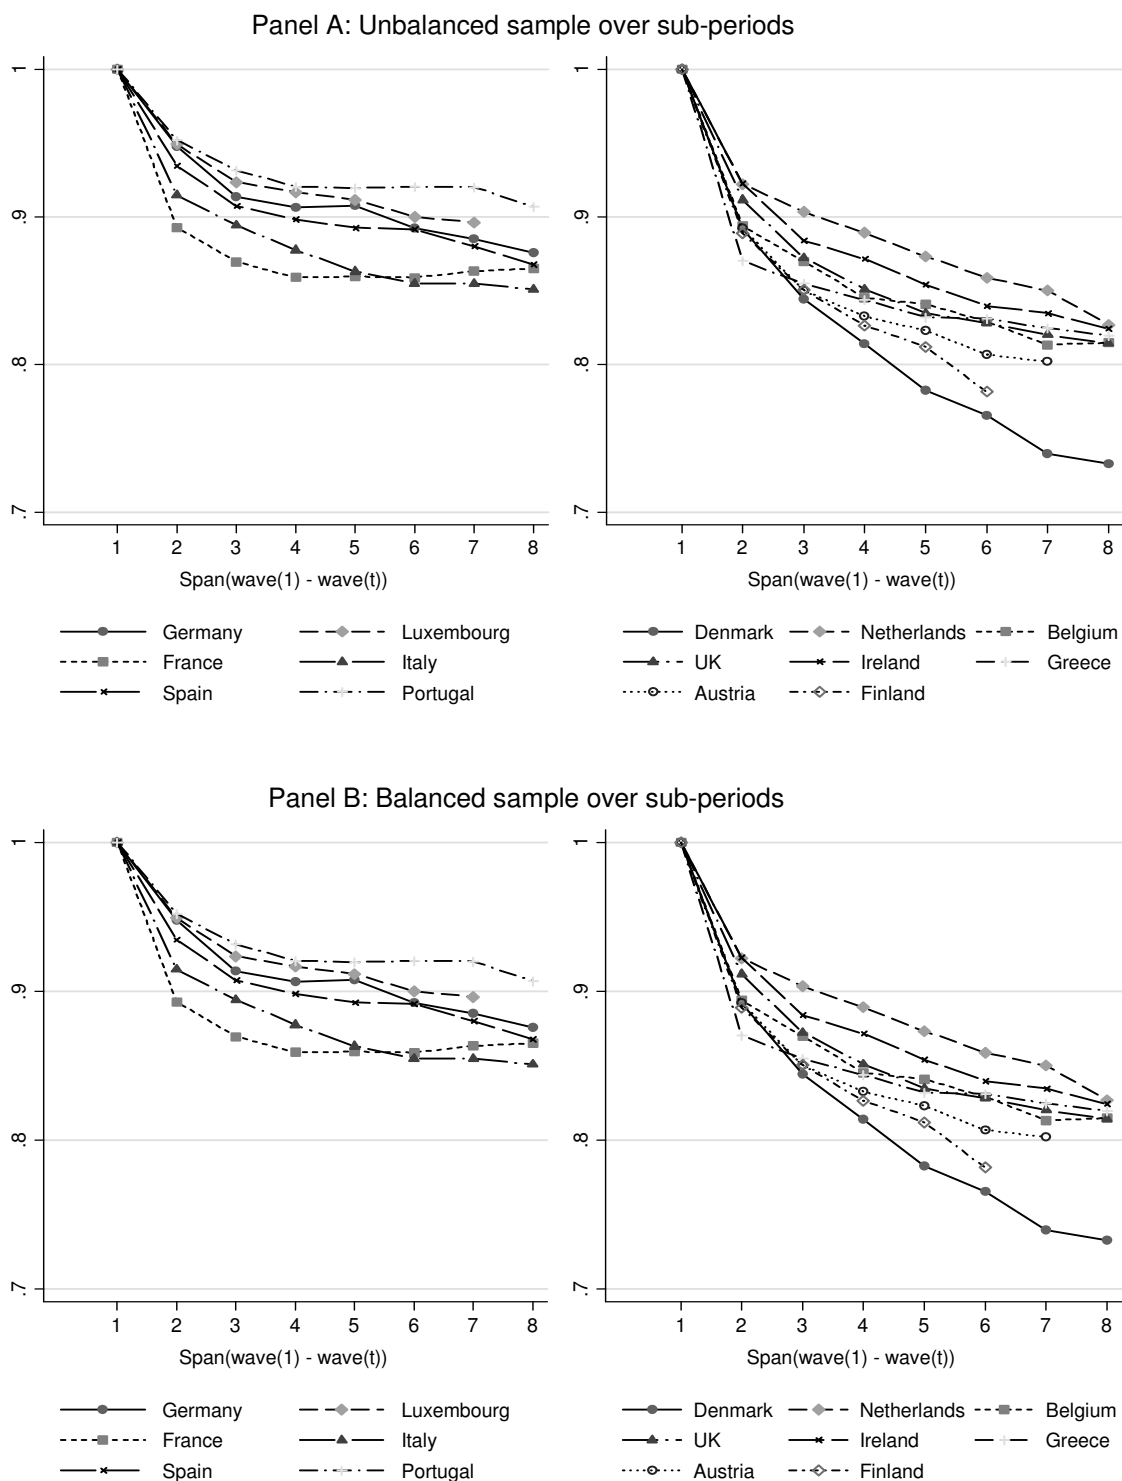 Panel A: Unbalanced sample over sub-periods
1
.9
.8
.7
1 2 3 4 5 6 7 8
Span(wave(1) - wave(t))
Germany Luxembourg
France Italy
Spain Portugal
1
.9
.8
.7
1 2 3 4 5 6 7 8
Span(wave(1) - wave(t))
Denmark Netherlands Belgium
UK Ireland Greece
Austria Finland
Panel B: Balanced sample over sub-periods
1
.9
.8
.7
1 2 3 4 5 6 7 8
Span(wave(1) - wave(t))
Germany Luxembourg
France Italy
Spain Portugal
1
.9
.8
.7
1 2 3 4 5 6 7 8
Span(wave(1) - wave(t))
Denmark Netherlands Belgium
UK Ireland Greece
Austria Finland